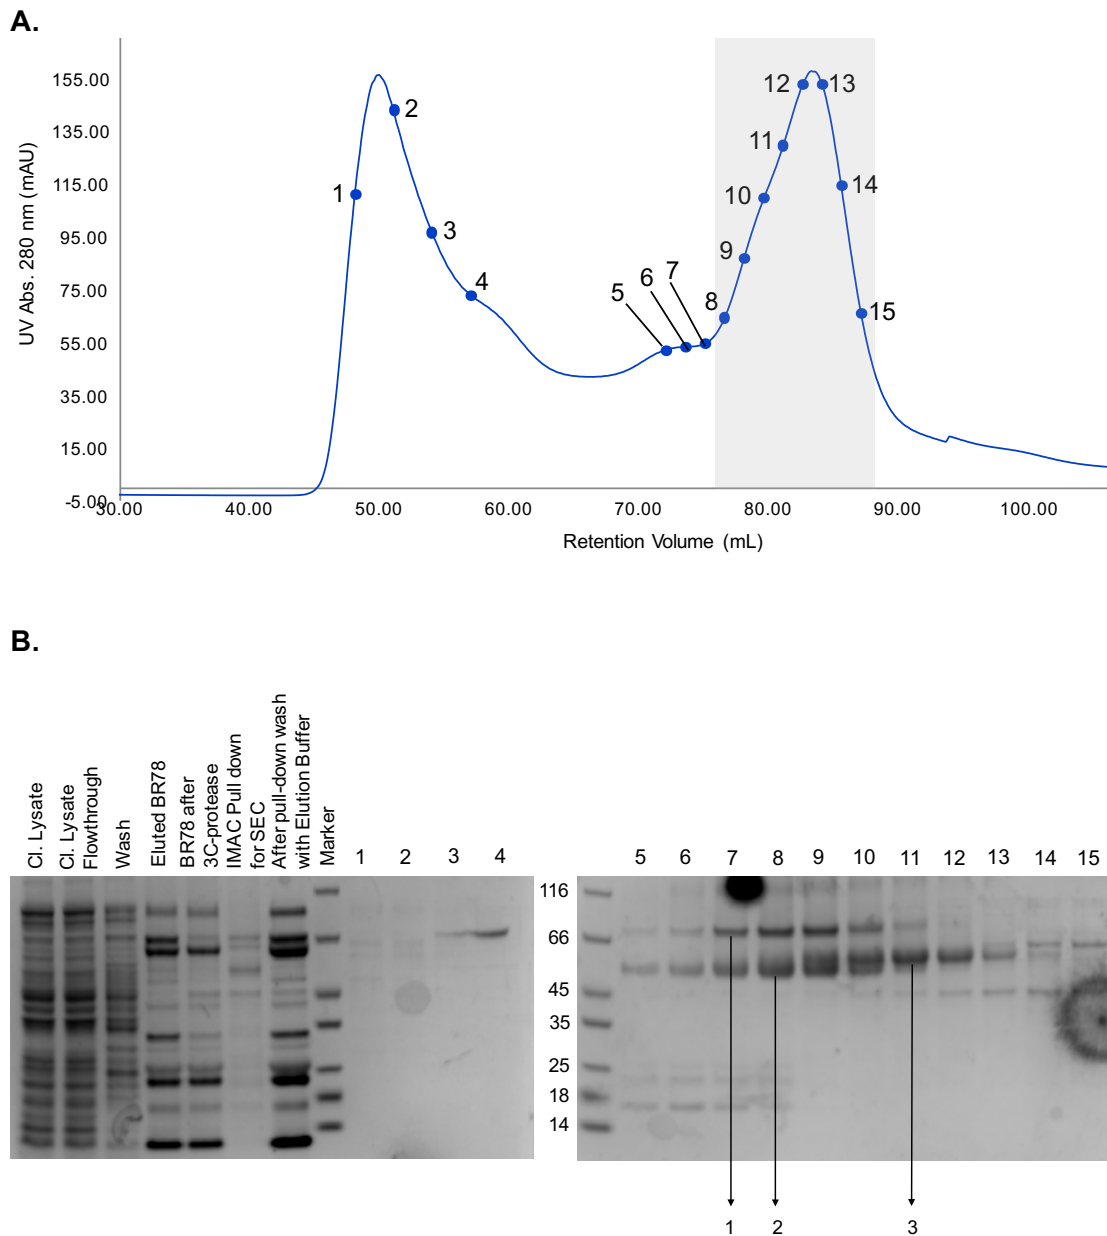 A.
155.00
135.00
115.00
95.00
75.00
55.00
35.00
15.00
-5.00
UV Abs. 280 nm (mAU)
1
2
3
4
5
6
7
8
9
10
11
12
13
14
15
30.00 40.00 50.00 60.00 70.00 80.00 90.00 100.00
Retention Volume (mL)
B.
Cl. Lysate
Cl. Lysate
Flowthrough
Wash
Eluted BR78
BR78 after
3C-protease
IMAC Pull down
for SEC
After pull-down wash
with Elution Buffer
Marker
1 2 3 4
5 6 7 8 9 10 11 12 13 14 15
116
66
45
35
25
18
14
1 2 3